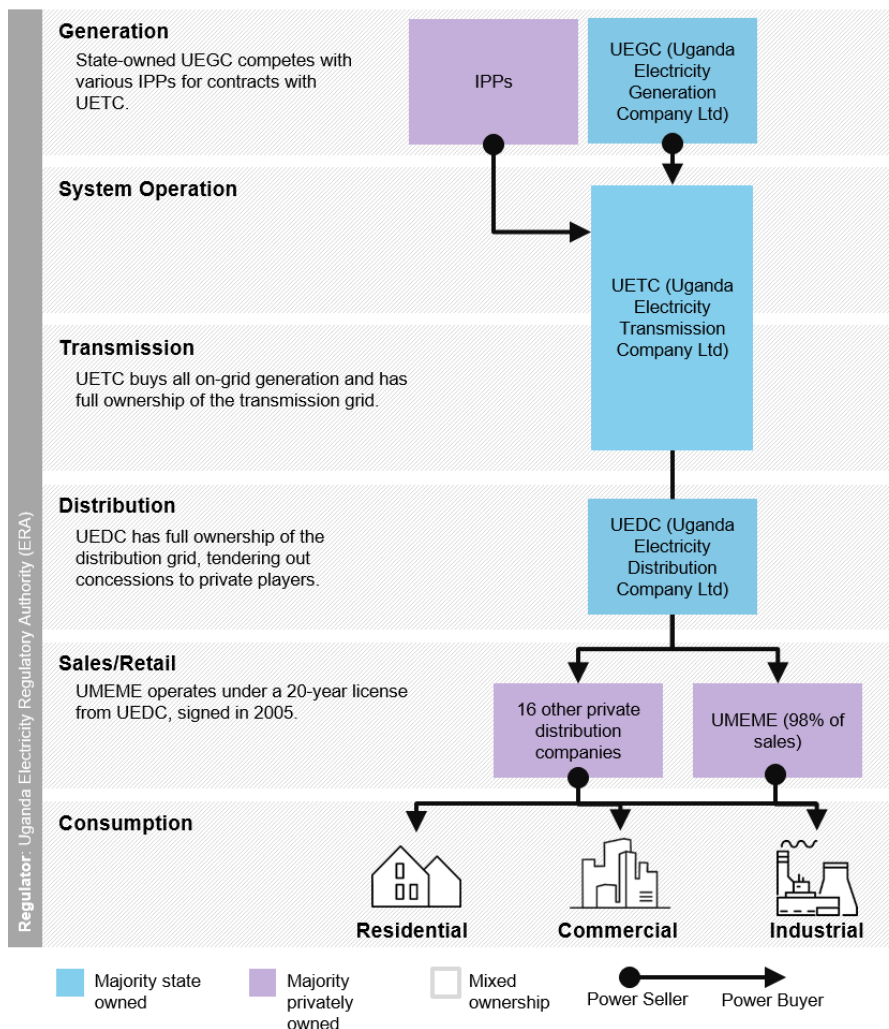 Regulator: Uganda Electricity Regulatory Authority (ERA)
Generation
State-owned UEGC competes with
various IPPs for contracts with
UETC.
IPPs
UEGC (Uganda
Electricity
Generation
Company Ltd)
System Operation
UETC (Uganda
Electricity
Transmission
Company Ltd)
Transmission
UETC buys all on-grid generation and has
full ownership of the transmission grid.
Distribution
UEDC has full ownership of the
distribution grid, tendering out
concessions to private players.
UEDC (Uganda
Electricity
Distribution
Company Ltd)
Sales/Retail
UMEME operates under a 20-year license
from UEDC, signed in 2005.
16 other private
distribution
companies
UMEME (98% of
sales)
Consumption
Residential
Commercial
Industrial
Majority state
owned
Majority
privately
owned
Mixed
ownership
Power Seller
Power Buyer